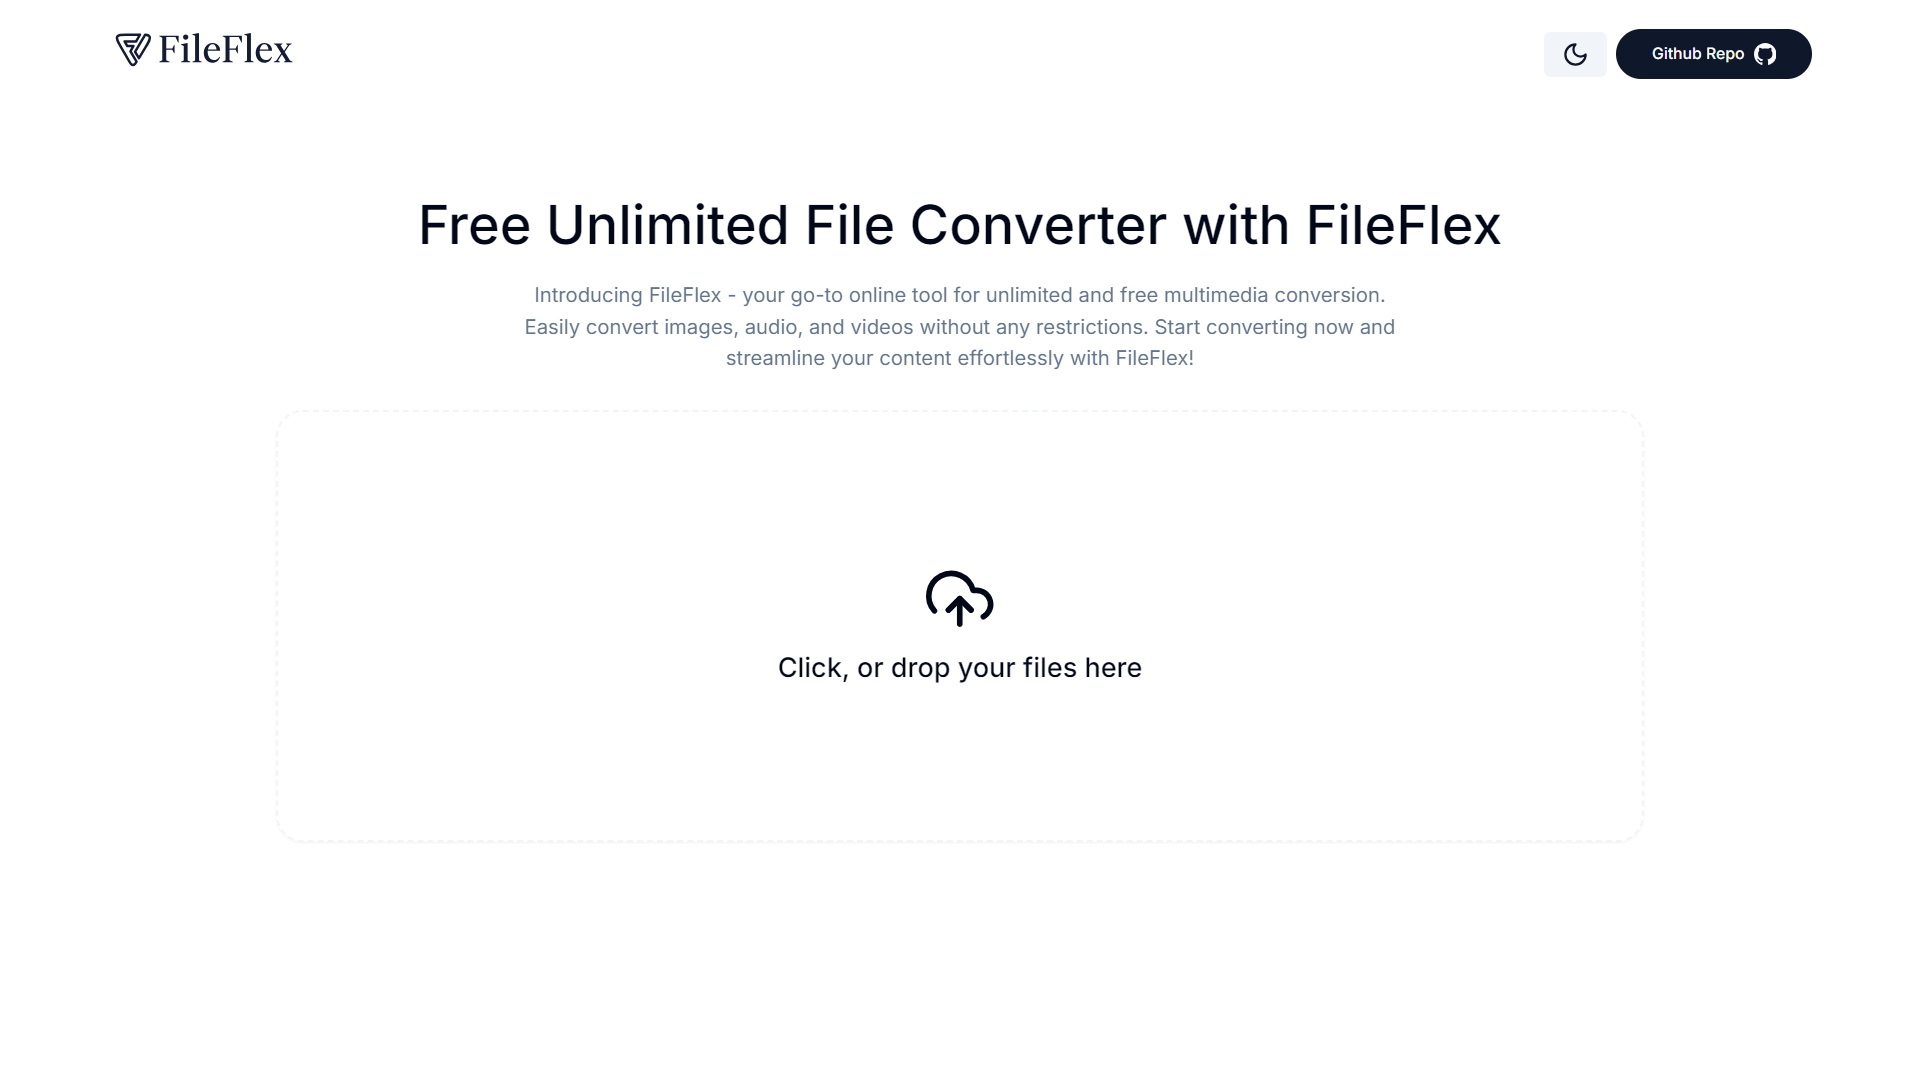 FileFlex
Github Repo
Free Unlimited File Converter with FileFlex
Introducing FileFlex - your go-to online tool for unlimited and free multimedia conversion.
Easily convert images, audio, and videos without any restrictions. Start converting now and
streamline your content effortlessly with FileFlex!
Click, or drop your files here